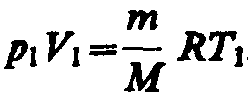 p₁V₁ = m/M RT₁.